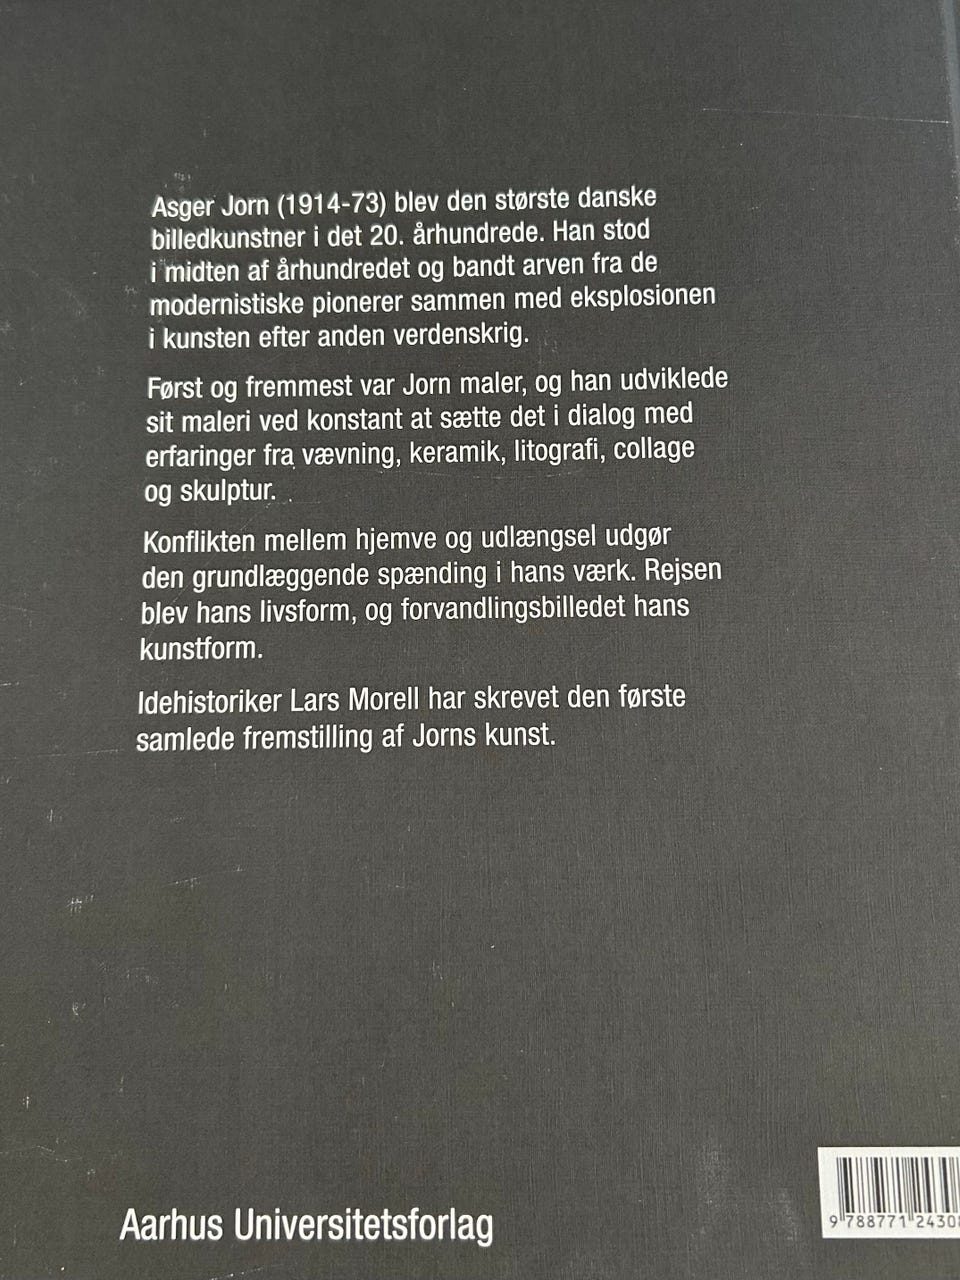 Asger Jorn (1914-73) blev den største danske
billedkunstner i det 20. århundrede. Han stod
i midten af århundredet og bandt arven fra de
modernistiske pionerer sammen med eksplosionen
i kunsten efter anden verdenskrig.
Først og fremmest var Jorn maler, og han udviklede
sit maleri ved konstant at sætte det i dialog med
erfaringer fra vævning, keramik, litografi, collage
og skulptur.
Konflikten mellem hjemve og udlængsel udgør
den grundlæggende spænding i hans værk. Rejsen
blev hans livsform, og forvandlingsbilledet hans
kunstform.
Idehistoriker Lars Morell har skrevet den første
samlede fremstilling af Jorns kunst.
Aarhus Universitetsforlag
9 788771 24308